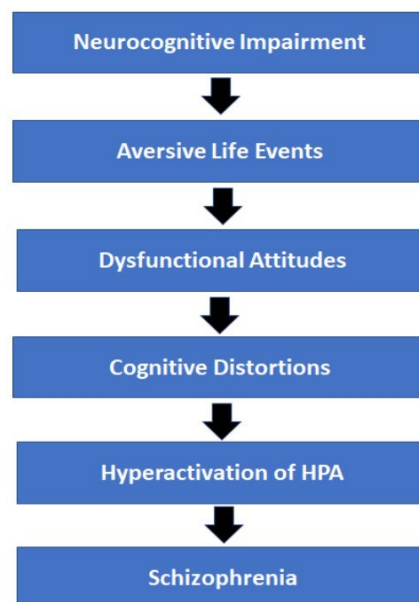 Neurocognitive Impairment
Aversive Life Events
Dysfunctional Attitudes
Cognitive Distortions
Hyperactivation of HPA
Schizophrenia